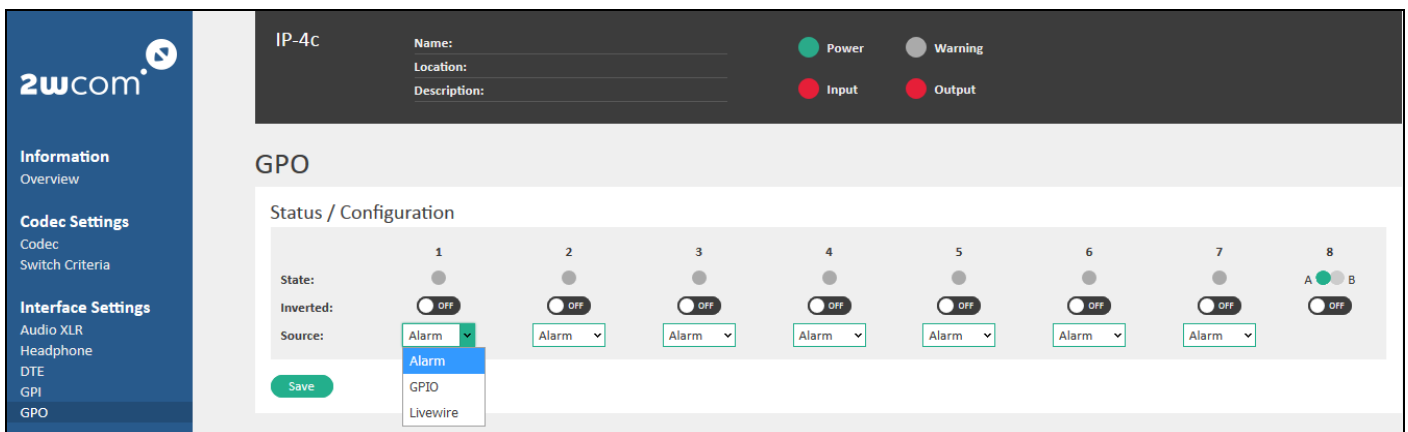 2wcom
Information
Overview
Codec Settings
Codec
Switch Criteria
Interface Settings
Audio XLR
Headphone
DTE
GPI
GPO
IP-4c
Name:
Location:
Description:
Power Warning
Input Output
GPO
Status / Configuration
1 2 3 4 5 6 7 8
State: A B
Inverted: OFF OFF OFF OFF OFF OFF OFF OFF
Source: Alarm Alarm Alarm Alarm Alarm Alarm Alarm
Alarm
GPIO
Livewire
Save